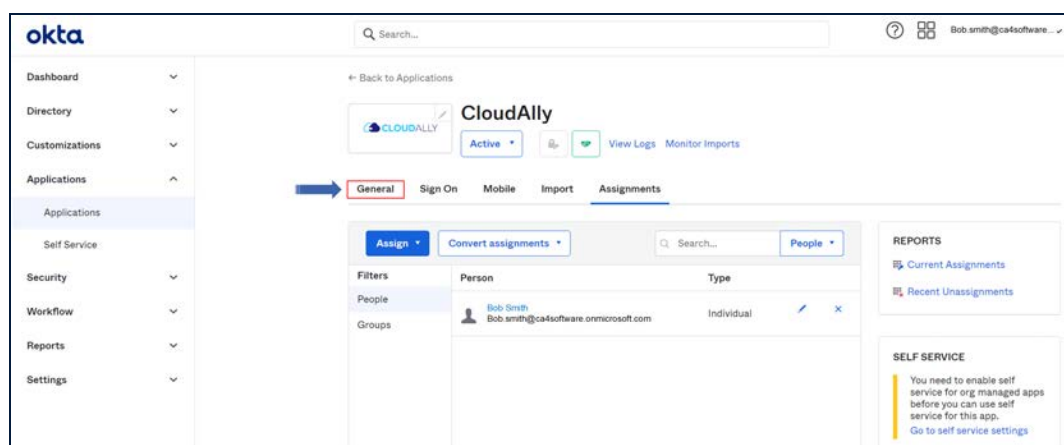 okta
Search...
Bob.smith@ca4software...
Dashboard
Directory
Customizations
Applications
Applications
Self Service
Security
Workflow
Reports
Settings
← Back to Applications
CLOUDALLY
CloudAlly
Active
View Logs
Monitor Imports
General
Sign On
Mobile
Import
Assignments
Assign
Convert assignments
Search...
People
Filters
Person
Type
People
Groups
Bob Smith
Bob.smith@ca4software.onmicrosoft.com
Individual
REPORTS
Current Assignments
Recent Unassignments
SELF SERVICE
You need to enable self
service for org managed apps
before you can use self
service for this app.
Go to self service settings